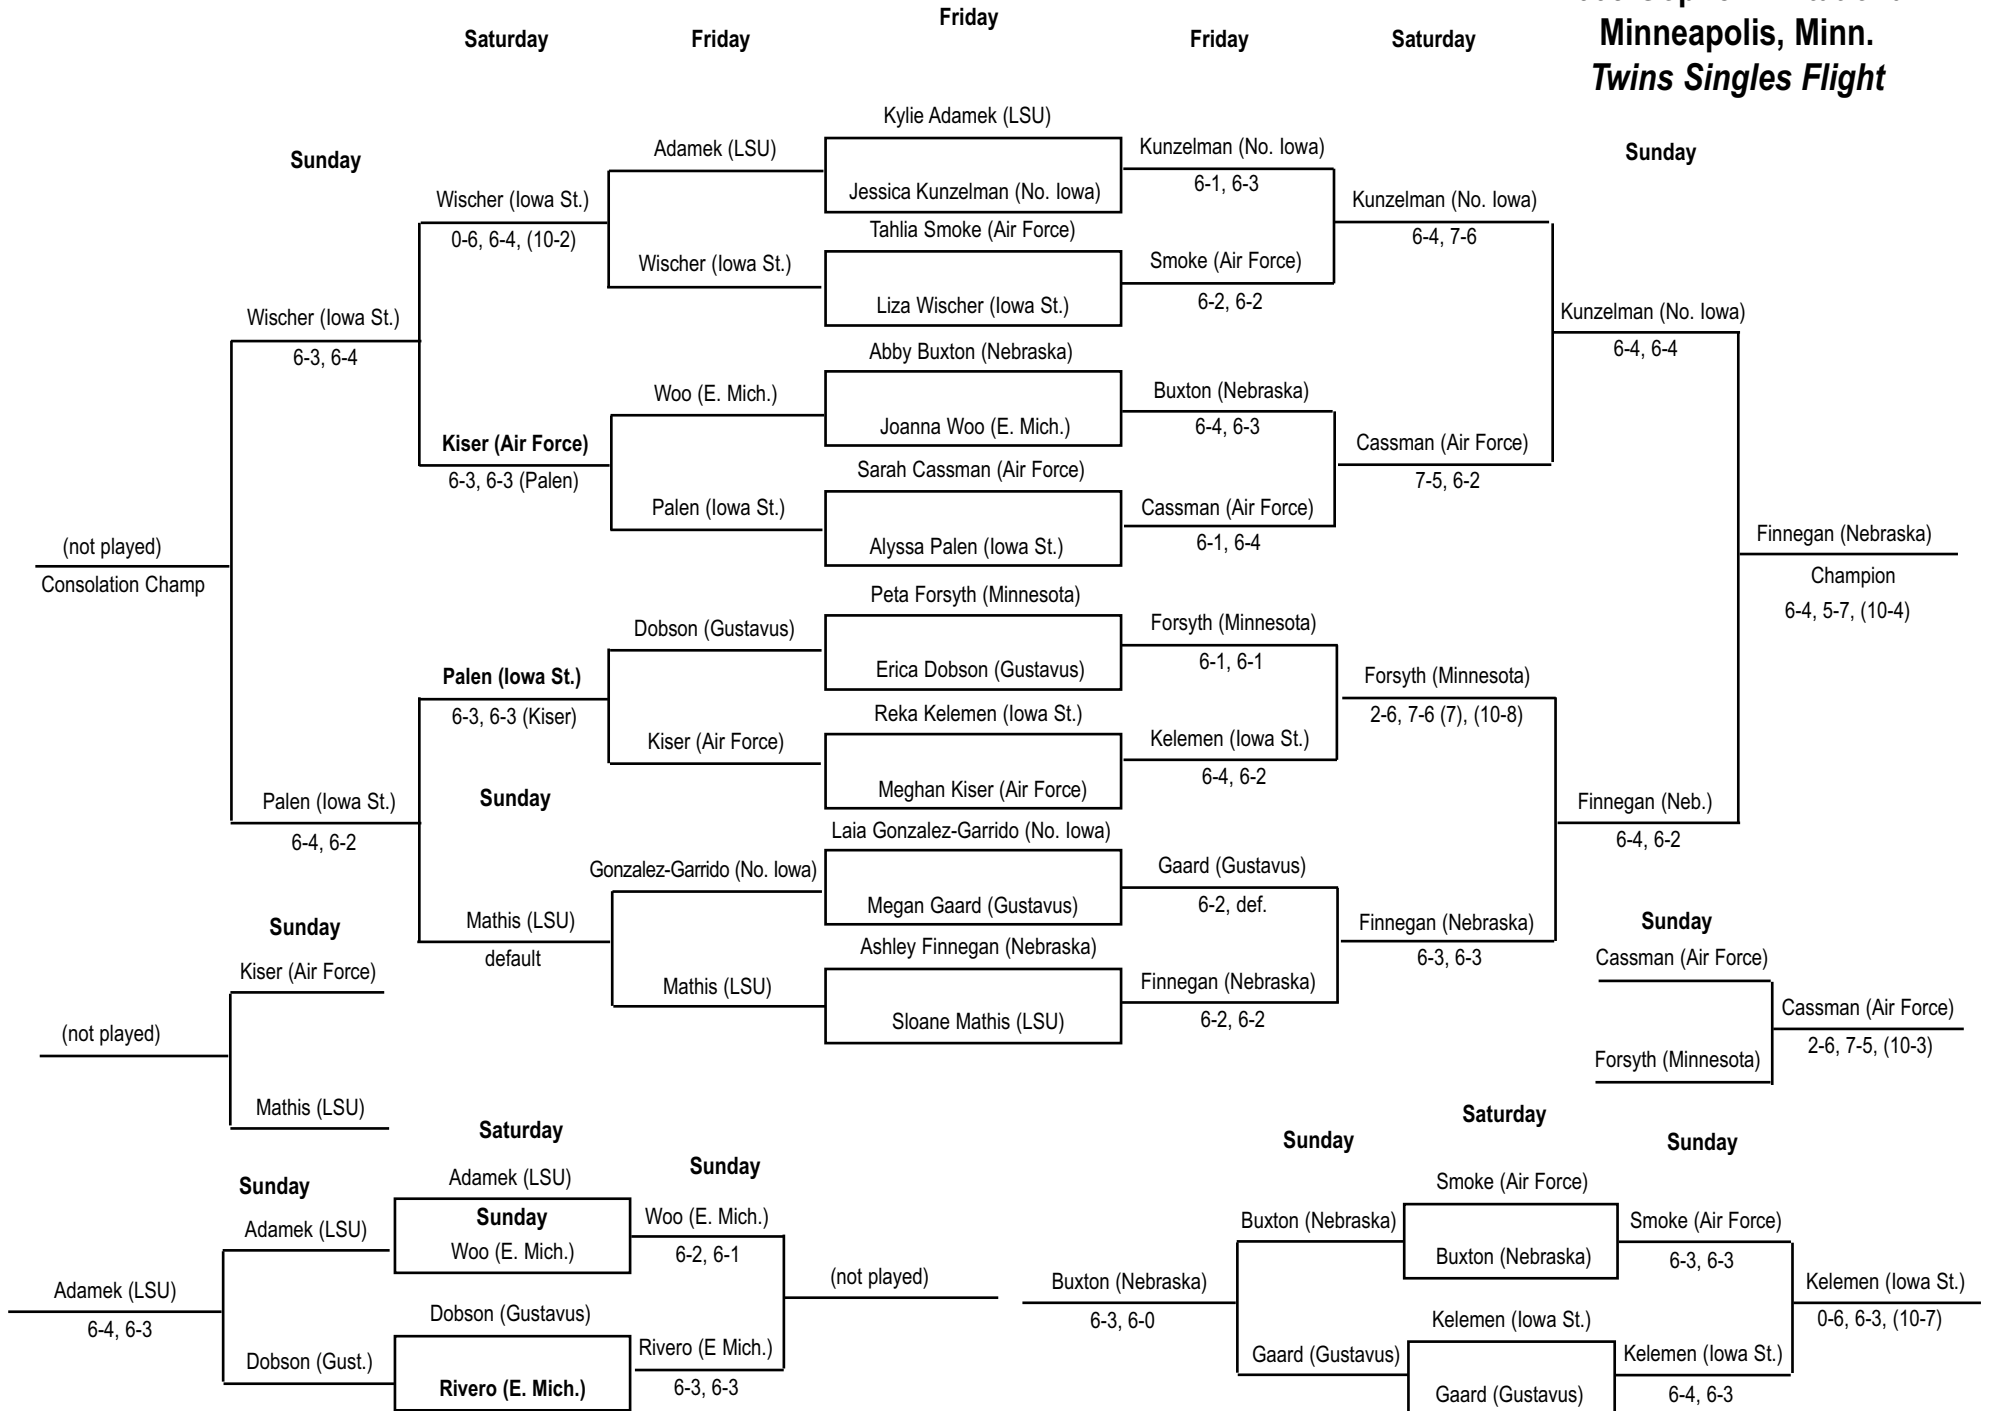 Minneapolis, Minn.
Twins Singles Flight
Friday
Saturday
Friday
Friday
Saturday
Sunday
Sunday
Kylie Adamek (LSU)
Jessica Kunzelman (No. Iowa)
Tahlia Smoke (Air Force)
Liza Wischer (Iowa St.)
Abby Buxton (Nebraska)
Joanna Woo (E. Mich.)
Sarah Cassman (Air Force)
Alyssa Palen (Iowa St.)
Peta Forsyth (Minnesota)
Erica Dobson (Gustavus)
Reka Kelemen (Iowa St.)
Meghan Kiser (Air Force)
Laia Gonzalez-Garrido (No. Iowa)
Megan Gaard (Gustavus)
Ashley Finnegan (Nebraska)
Sloane Mathis (LSU)
Kunzelman (No. Iowa)
6-1, 6-3
Smoke (Air Force)
6-2, 6-2
Buxton (Nebraska)
6-4, 6-3
Cassman (Air Force)
6-1, 6-4
Forsyth (Minnesota)
6-1, 6-1
Kelemen (Iowa St.)
6-4, 6-2
Gaard (Gustavus)
6-2, def.
Finnegan (Nebraska)
6-2, 6-2
Kunzelman (No. Iowa)
6-4, 7-6
Cassman (Air Force)
7-5, 6-2
Forsyth (Minnesota)
2-6, 7-6 (7), (10-8)
Finnegan (Nebraska)
6-3, 6-3
Kunzelman (No. Iowa)
6-4, 6-4
Finnegan (Neb.)
6-4, 6-2
Finnegan (Nebraska)
Champion
6-4, 5-7, (10-4)
Adamek (LSU)
Wischer (Iowa St.)
Woo (E. Mich.)
Palen (Iowa St.)
Dobson (Gustavus)
Kiser (Air Force)
Gonzalez-Garrido (No. Iowa)
Mathis (LSU)
Wischer (Iowa St.)
0-6, 6-4, (10-2)
Kiser (Air Force)
6-3, 6-3 (Palen)
Palen (Iowa St.)
6-3, 6-3 (Kiser)
Sunday
Mathis (LSU)
default
Wischer (Iowa St.)
6-3, 6-4
Palen (Iowa St.)
6-4, 6-2
(not played)
Consolation Champ
Sunday
Kiser (Air Force)
(not played)
Mathis (LSU)
Sunday
Cassman (Air Force)
Cassman (Air Force)
2-6, 7-5, (10-3)
Forsyth (Minnesota)
Saturday
Sunday
Sunday
Adamek (LSU)
Sunday
Woo (E. Mich.)
Dobson (Gustavus)
Rivero (E. Mich.)
Woo (E. Mich.)
6-2, 6-1
Rivero (E Mich.)
6-3, 6-3
(not played)
Adamek (LSU)
Dobson (Gust.)
Adamek (LSU)
6-4, 6-3
Saturday
Sunday
Sunday
Smoke (Air Force)
Buxton (Nebraska)
Kelemen (Iowa St.)
Gaard (Gustavus)
Smoke (Air Force)
6-3, 6-3
Kelemen (Iowa St.)
6-4, 6-3
Kelemen (Iowa St.)
0-6, 6-3, (10-7)
Buxton (Nebraska)
Gaard (Gustavus)
Buxton (Nebraska)
6-3, 6-0